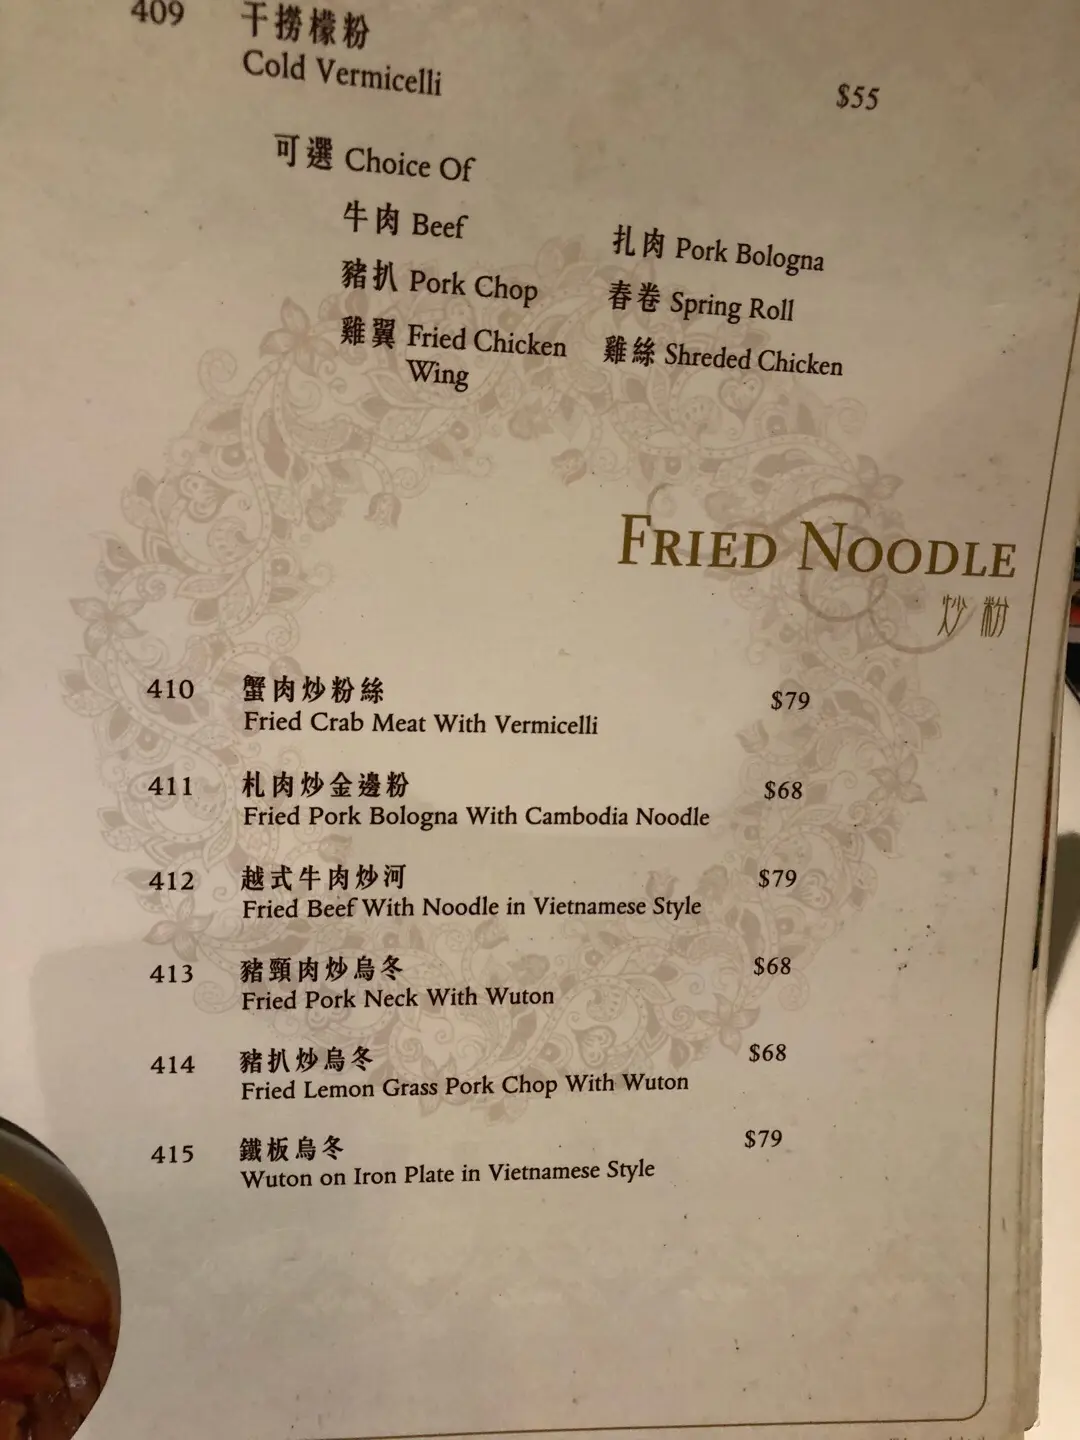 409 干撈檬粉
Cold Vermicelli $55
可選 Choice Of
牛肉 Beef 扎肉 Pork Bologna
豬扒 Pork Chop 春卷 Spring Roll
雞翼 Fried Chicken 雞絲 Shreded Chicken
Wing
FRIED NOODLE
炒粉
410 蟹肉炒粉絲 $79
Fried Crab Meat With Vermicelli
411 札肉炒金邊粉 $68
Fried Pork Bologna With Cambodia Noodle
412 越式牛肉炒河 $79
Fried Beef With Noodle in Vietnamese Style
413 豬頸肉炒烏冬 $68
Fried Pork Neck With Wuton
414 豬扒炒烏冬 $68
Fried Lemon Grass Pork Chop With Wuton
415 鐵板烏冬 $79
Wuton on Iron Plate in Vietnamese Style